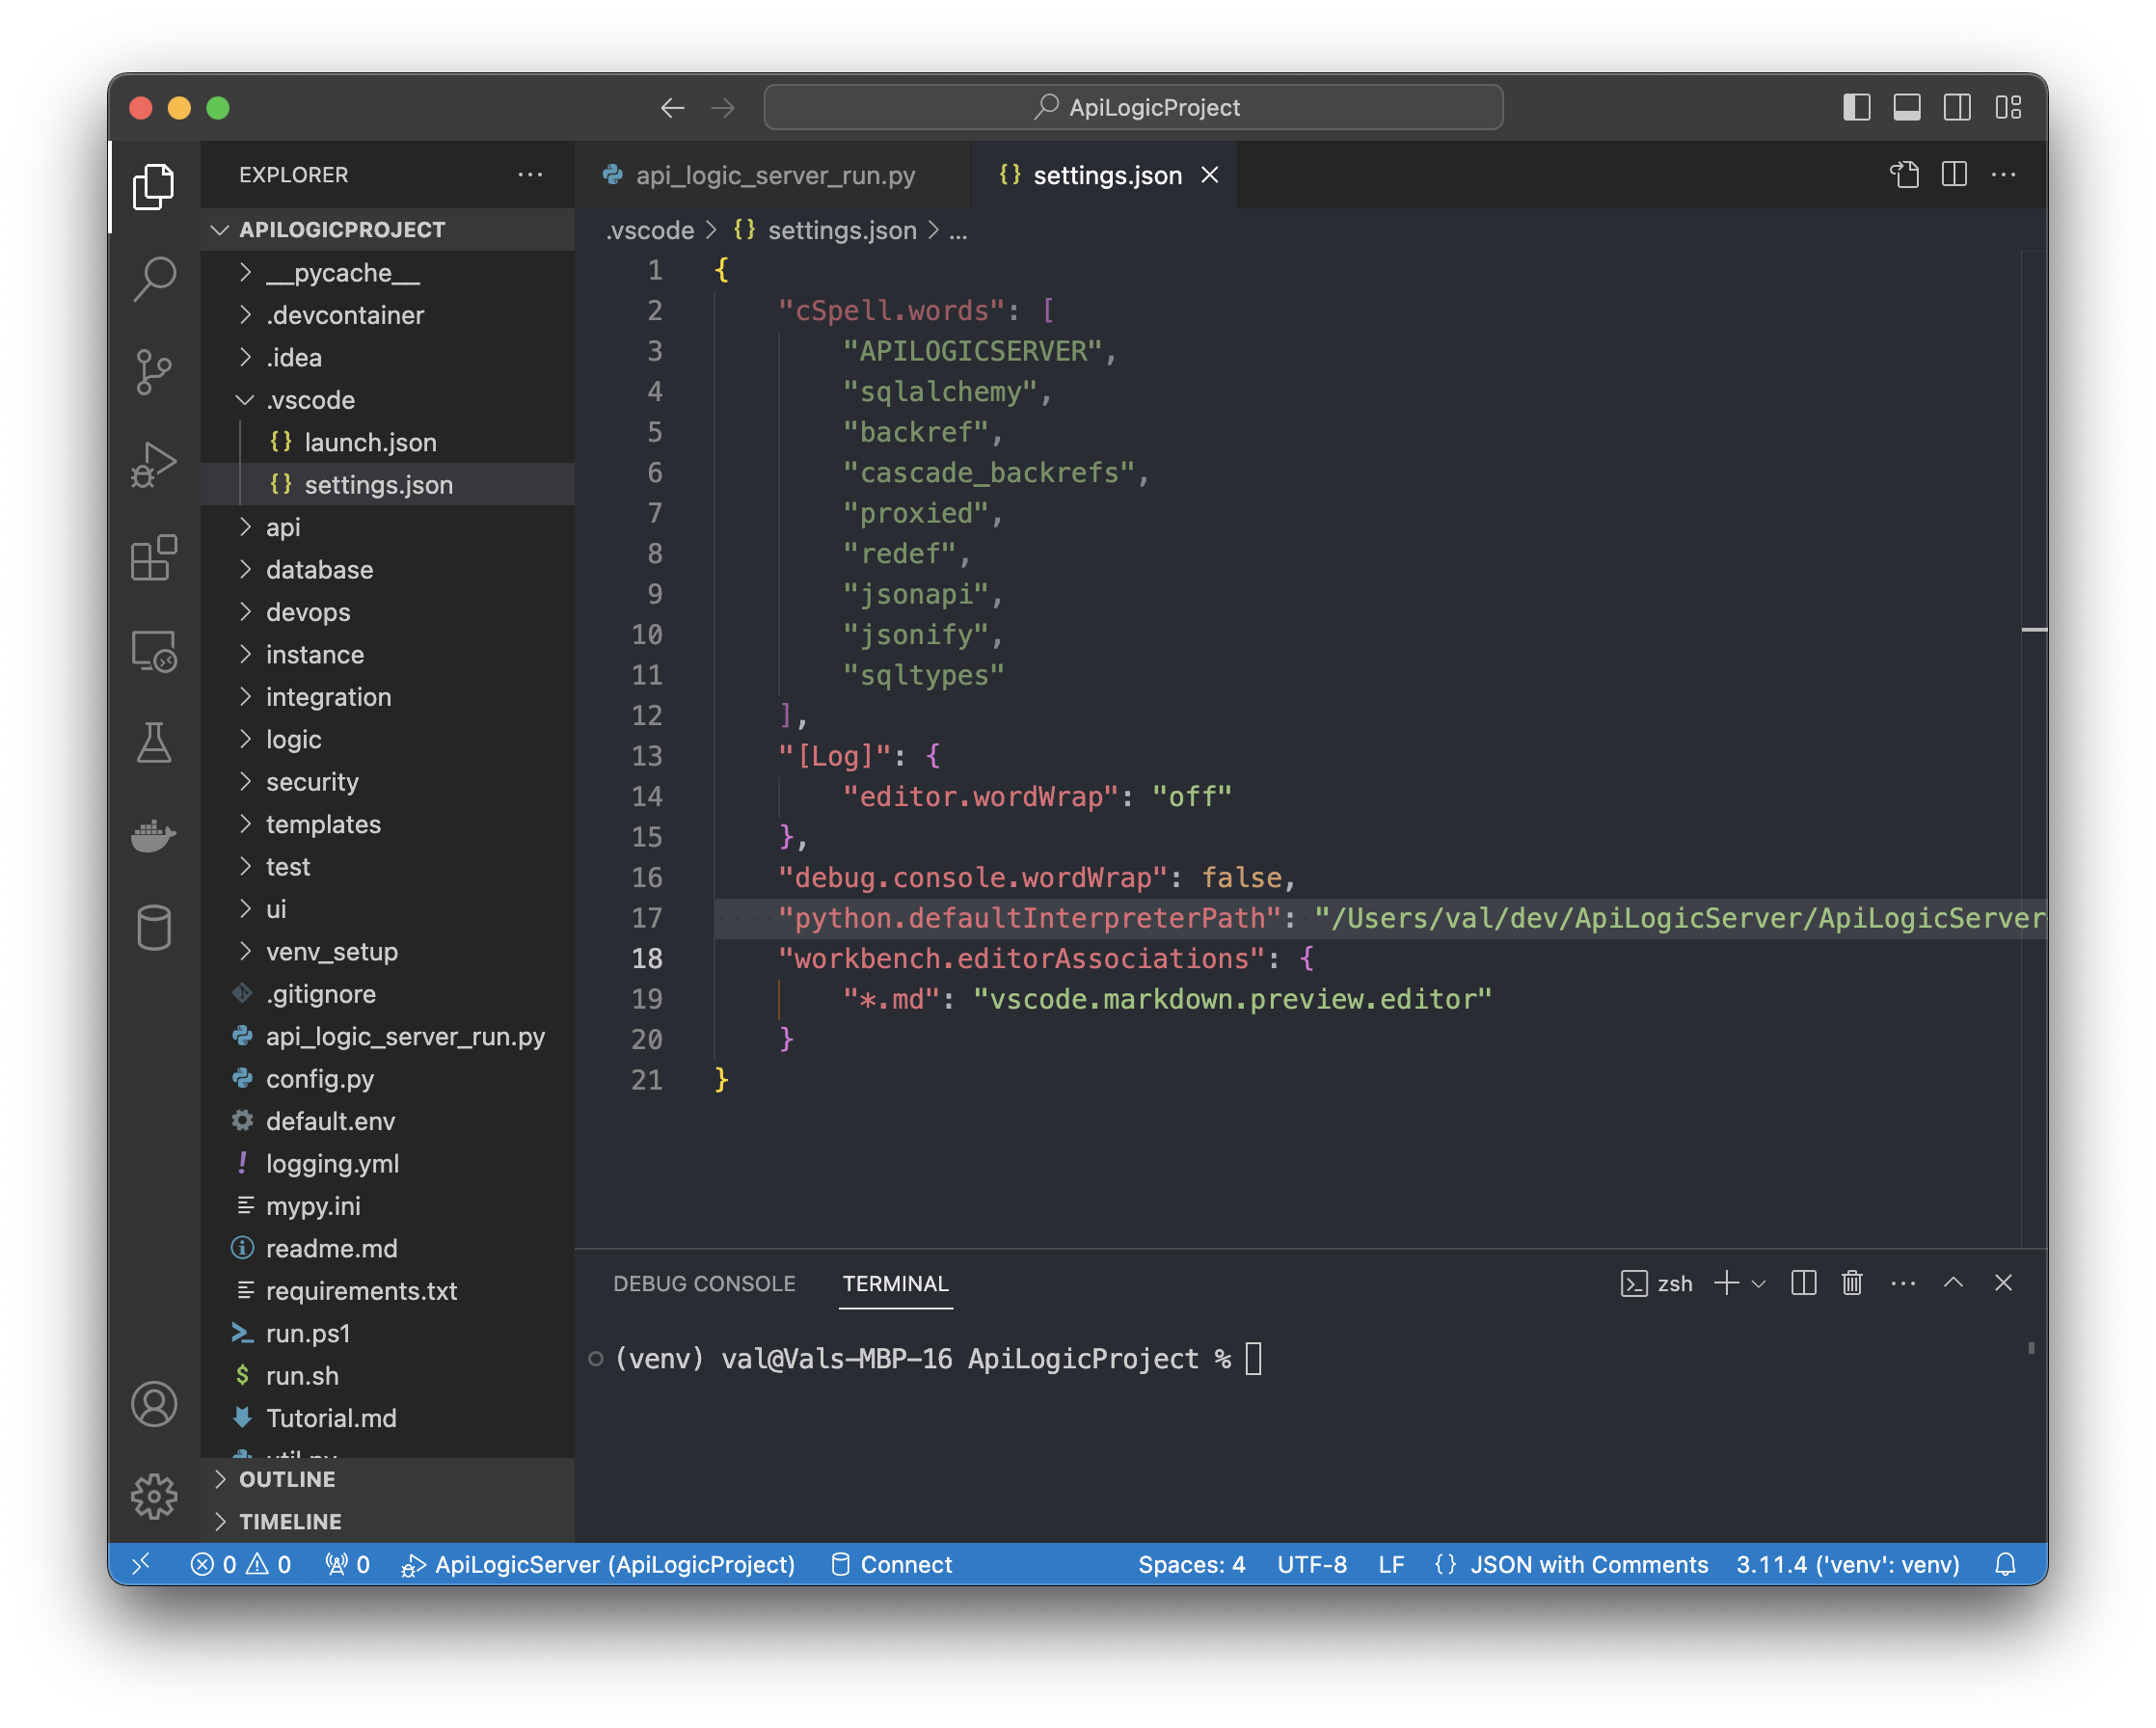 ApiLogicProject
EXPLORER
APILOGICPROJECT
__pycache__
.devcontainer
.idea
.vscode
launch.json
settings.json
api
database
devops
instance
integration
logic
security
templates
test
ui
venv_setup
.gitignore
api_logic_server_run.py
config.py
default.env
logging.yml
mypy.ini
readme.md
requirements.txt
run.ps1
run.sh
Tutorial.md
util.py
OUTLINE
TIMELINE
api_logic_server_run.py
{} settings.json
.vscode > {} settings.json > ...
1 {
2 "cSpell.words": [
3 "APILOGICSERVER",
4 "sqlalchemy",
5 "backref",
6 "cascade_backrefs",
7 "proxied",
8 "redef",
9 "jsonapi",
10 "jsonify",
11 "sqltypes"
12 ],
13 "[Log]": {
14 "editor.wordWrap": "off"
15 },
16 "debug.console.wordWrap": false,
17 "python.defaultInterpreterPath": "/Users/val/dev/ApiLogicServer/ApiLogicServer
18 "workbench.editorAssociations": {
19 "*.md": "vscode.markdown.preview.editor"
20 }
21 }
DEBUG CONSOLE TERMINAL
zsh
(venv) val@Vals-MBP-16 ApiLogicProject %
0 0 0 ApiLogicServer (ApiLogicProject) Connect Spaces: 4 UTF-8 LF {} JSON with Comments 3.11.4 ('venv': venv)